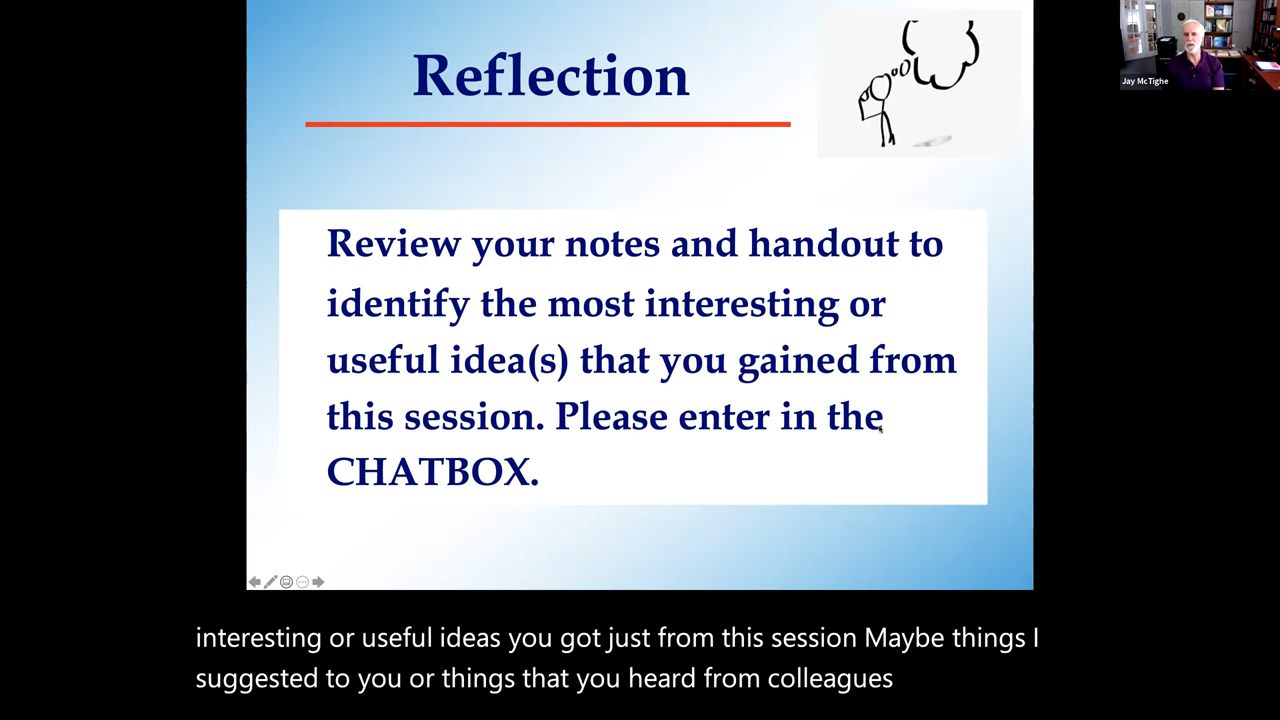 Reflection
Jay McTighe
Review your notes and handout to
identify the most interesting or
useful idea(s) that you gained from
this session. Please enter in the
CHATBOX.
interesting or useful ideas you got just from this session Maybe things I
suggested to you or things that you heard from colleagues